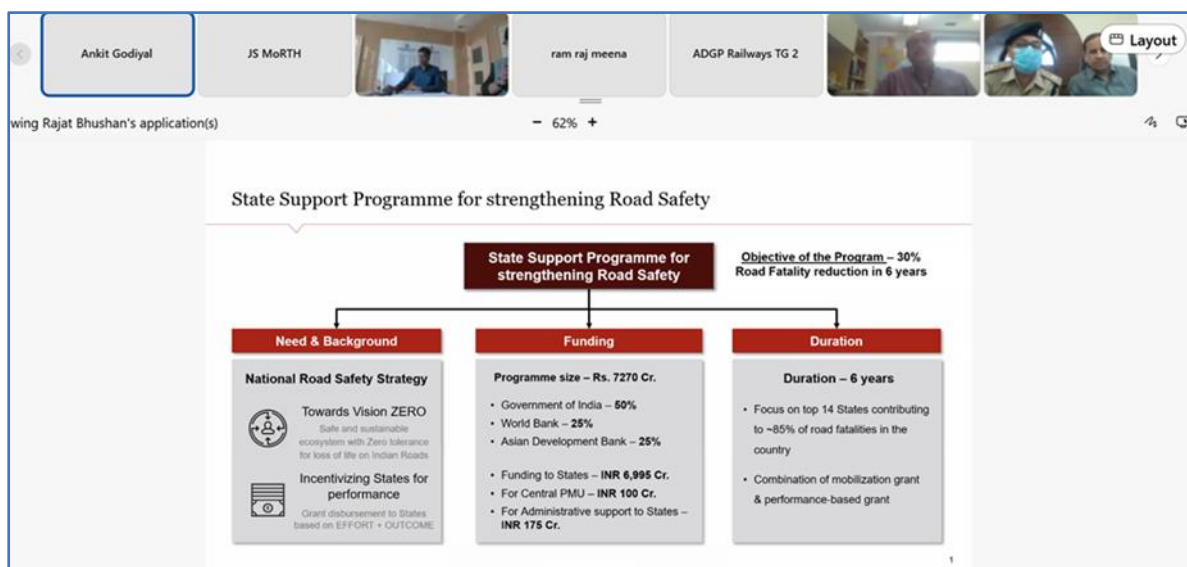 Ankit Godiyal
JS MoRTH
ram raj meena
ADGP Railways TG 2
Layout
wing Rajat Bhushan's application(s)
− 62% +
State Support Programme for strengthening Road Safety
State Support Programme for
strengthening Road Safety
Objective of the Program – 30%
Road Fatality reduction in 6 years
Need & Background
National Road Safety Strategy
Towards Vision ZERO
Safe and sustainable
ecosystem with Zero tolerance
for loss of life on Indian Roads
Incentivizing States for
performance
Grant disbursement to States
based on EFFORT + OUTCOME
Funding
Programme size – Rs. 7270 Cr.
• Government of India – 50%
• World Bank – 25%
• Asian Development Bank – 25%
• Funding to States – INR 6,995 Cr.
• For Central PMU – INR 100 Cr.
• For Administrative support to States –
INR 175 Cr.
Duration
Duration – 6 years
• Focus on top 14 States contributing
to ~85% of road fatalities in the
country
• Combination of mobilization grant
& performance-based grant
1